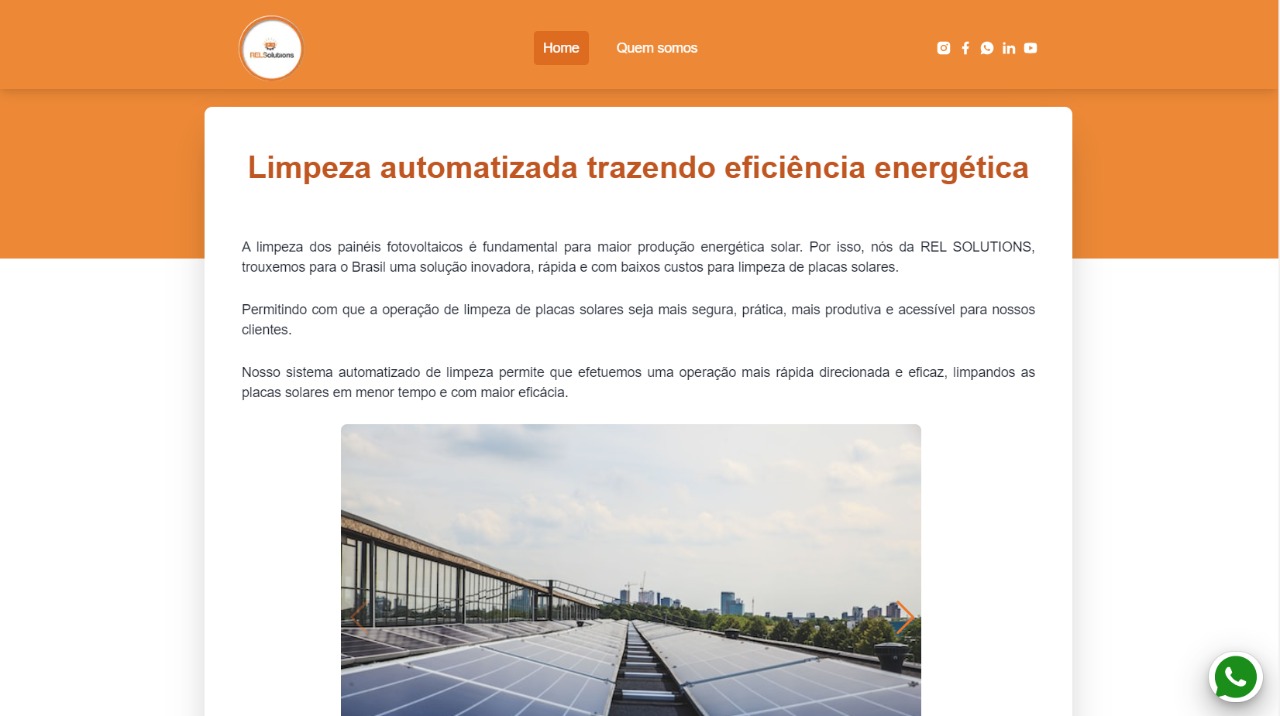 RELSolutions
Home
Quem somos
Limpeza automatizada trazendo eficiência energética
A limpeza dos painéis fotovoltaicos é fundamental para maior produção energética solar. Por isso, nós da REL SOLUTIONS,
trouxemos para o Brasil uma solução inovadora, rápida e com baixos custos para limpeza de placas solares.
Permitindo com que a operação de limpeza de placas solares seja mais segura, prática, mais produtiva e acessível para nossos
clientes.
Nosso sistema automatizado de limpeza permite que efetuemos uma operação mais rápida direcionada e eficaz, limpandos as
placas solares em menor tempo e com maior eficácia.